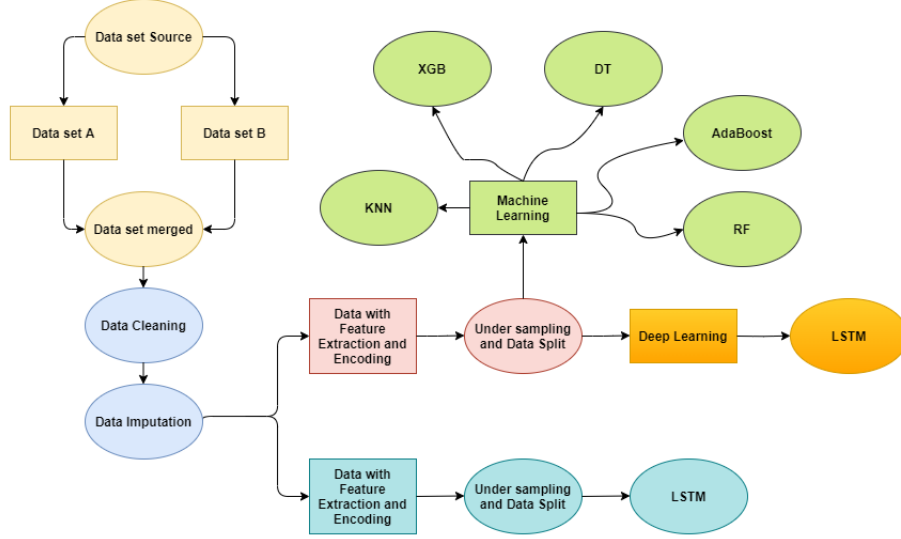 Data set Source
Data set A
Data set B
Data set merged
Data Cleaning
Data Imputation
XGB
DT
AdaBoost
KNN
Machine
Learning
RF
Data with
Feature
Extraction and
Encoding
Under sampling
and Data Split
Deep Learning
LSTM
Data with
Feature
Extraction and
Encoding
Under sampling
and Data Split
LSTM